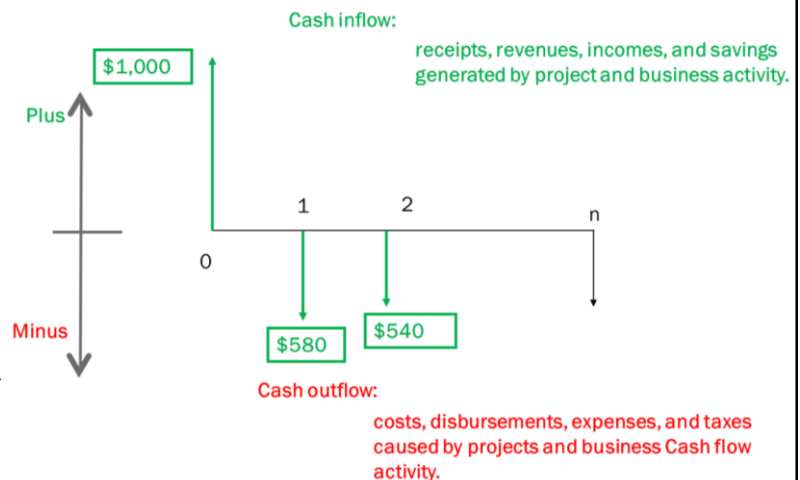 Cash inflow:
receipts, revenues, incomes, and savings
generated by project and business activity.
$1,000
Plus
1
2
n
0
Minus
$580
$540
Cash outflow:
costs, disbursements, expenses, and taxes
caused by projects and business Cash flow
activity.